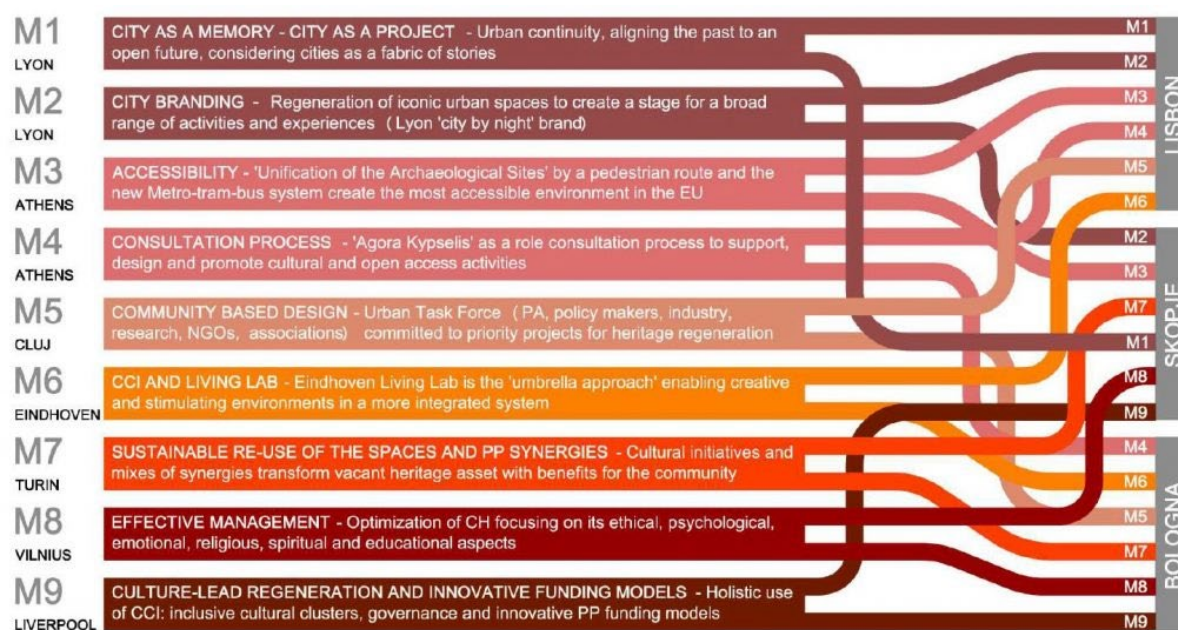 M1
LYON
CITY AS A MEMORY - CITY AS A PROJECT - Urban continuity, aligning the past to an
open future, considering cities as a fabric of stories
M2
LYON
CITY BRANDING - Regeneration of iconic urban spaces to create a stage for a broad
range of activities and experiences ( Lyon 'city by night' brand)
M3
ATHENS
ACCESSIBILITY - 'Unification of the Archaeological Sites' by a pedestrian route and the
new Metro-tram-bus system create the most accessible environment in the EU
M4
ATHENS
CONSULTATION PROCESS - 'Agora Kypselis' as a role consultation process to support,
design and promote cultural and open access activities
M5
CLUJ
COMMUNITY BASED DESIGN - Urban Task Force ( PA, policy makers, industry,
research, NGOs, associations) committed to priority projects for heritage regeneration
M6
EINDHOVEN
CCI AND LIVING LAB - Eindhoven Living Lab is the 'umbrella approach' enabling creative
and stimulating environments in a more integrated system
M7
TURIN
SUSTAINABLE RE-USE OF THE SPACES AND PP SYNERGIES - Cultural initiatives and
mixes of synergies transform vacant heritage asset with benefits for the community
M8
VILNIUS
EFFECTIVE MANAGEMENT - Optimization of CH focusing on its ethical, psychological,
emotional, religious, spiritual and educational aspects
M9
LIVERPOOL
CULTURE-LEAD REGENERATION AND INNOVATIVE FUNDING MODELS - Holistic use
of CCI: inclusive cultural clusters, governance and innovative PP funding models
M1
M2
M3
M4
M5
M6
LISBON
M2
M3
M7
M1
M8
M9
SKOPJE
M4
M6
M5
M7
M8
M9
BOLOGNA